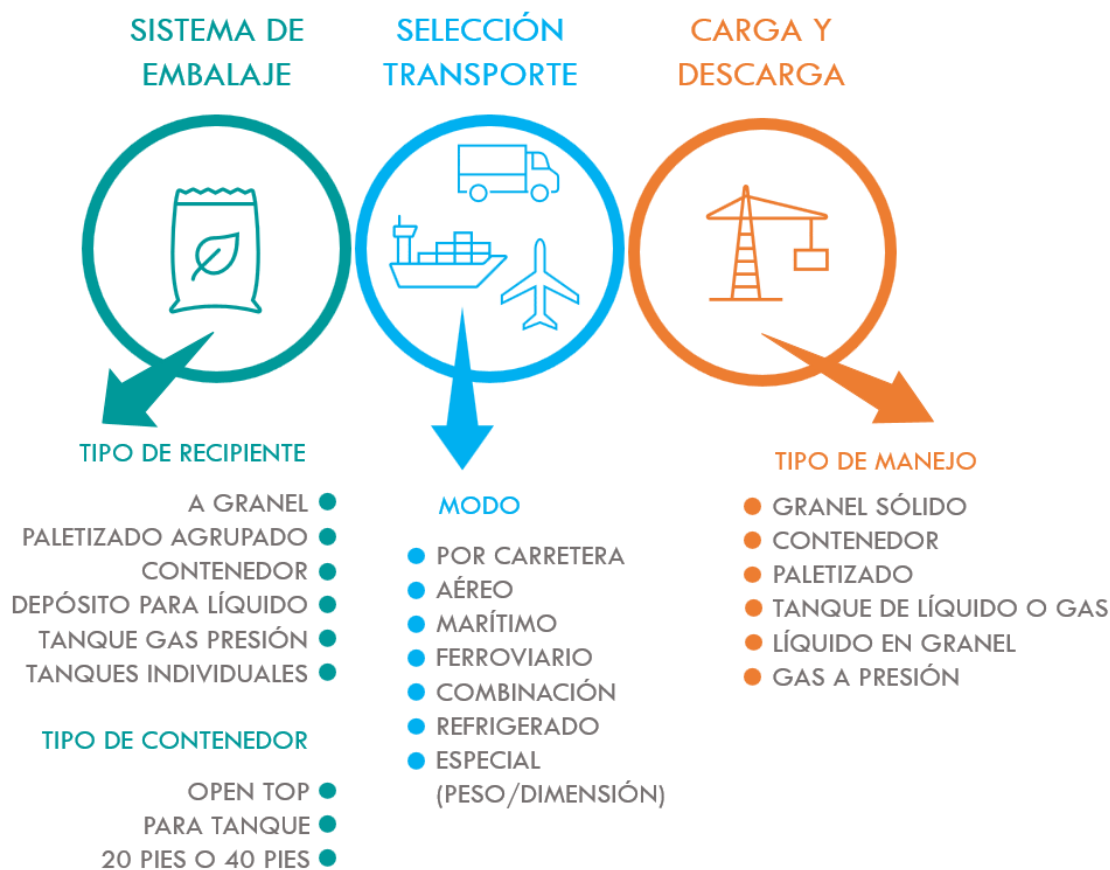 SISTEMA DE
EMBALAJE
SELECCIÓN
TRANSPORTE
CARGA Y
DESCARGA
TIPO DE RECIPIENTE
A GRANEL
PALETIZADO AGRUPADO
CONTENEDOR
DEPÓSITO PARA LÍQUIDO
TANQUE GAS PRESIÓN
TANQUES INDIVIDUALES
TIPO DE CONTENEDOR
OPEN TOP
PARA TANQUE
20 PIES O 40 PIES
MODO
POR CARRETERA
AÉREO
MARÍTIMO
FERROVIARIO
COMBINACIÓN
REFRIGERADO
ESPECIAL
(PESO/DIMENSIÓN)
TIPO DE MANEJO
GRANEL SÓLIDO
CONTENEDOR
PALETIZADO
TANQUE DE LÍQUIDO O GAS
LÍQUIDO EN GRANEL
GAS A PRESIÓN